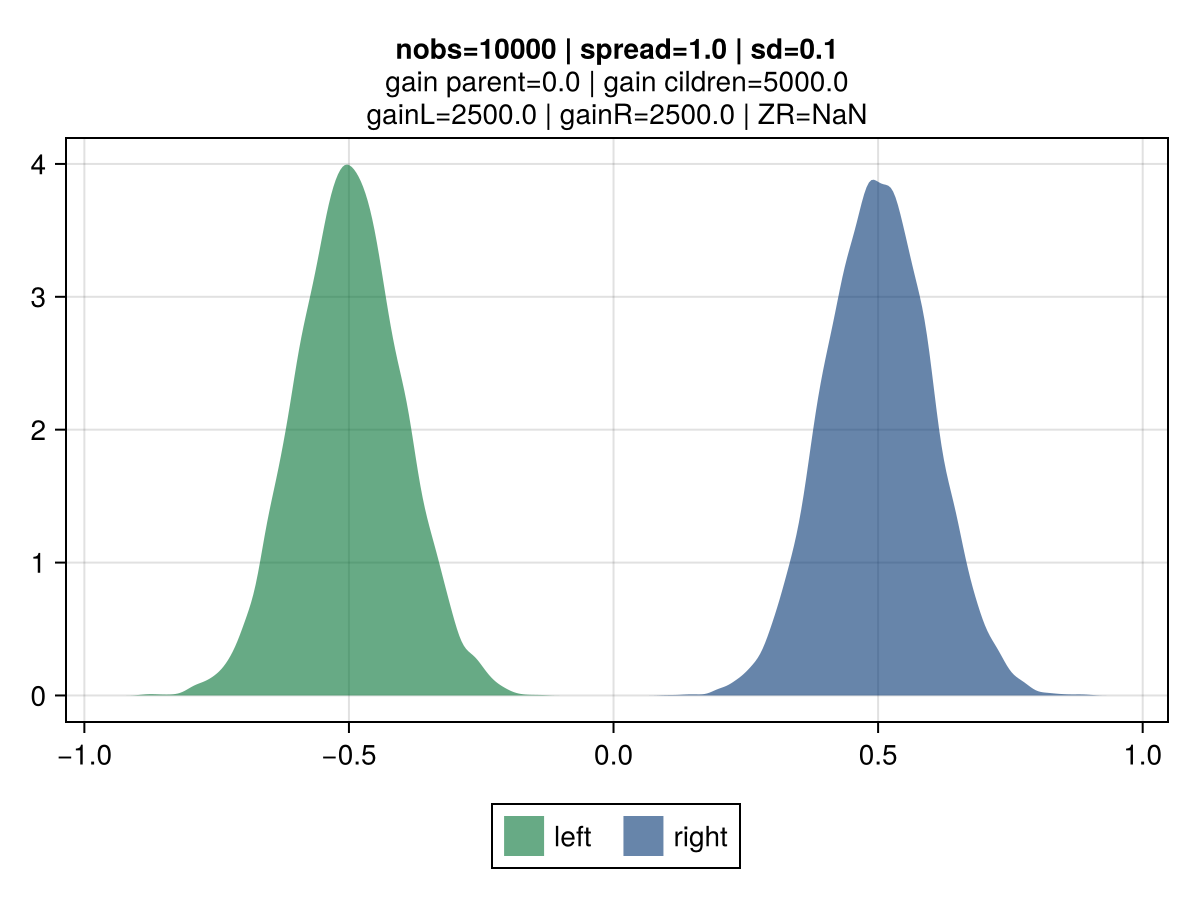 nobs=10000 | spread=1.0 | sd=0.1
gain parent=0.0 | gain cildren=5000.0
gainL=2500.0 | gainR=2500.0 | ZR=NaN
4
3
2
1
0
−1.0 −0.5 0.0 0.5 1.0
left right